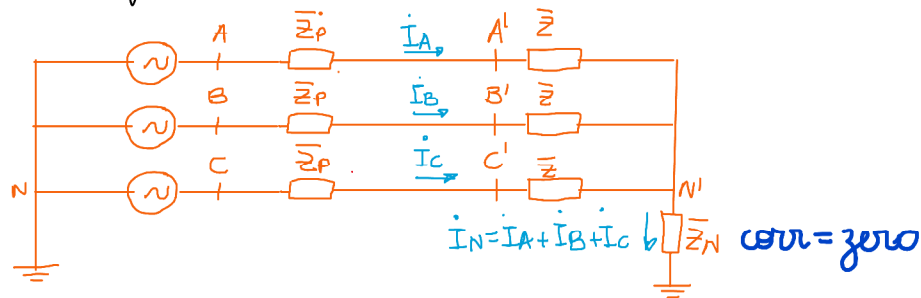 A Z̅p İA A' Z̅
B Z̅p İB B' Z̅
C Z̅p İC C' Z̅
N N'
İN = İA + İB + İC Z̅N corr = zero